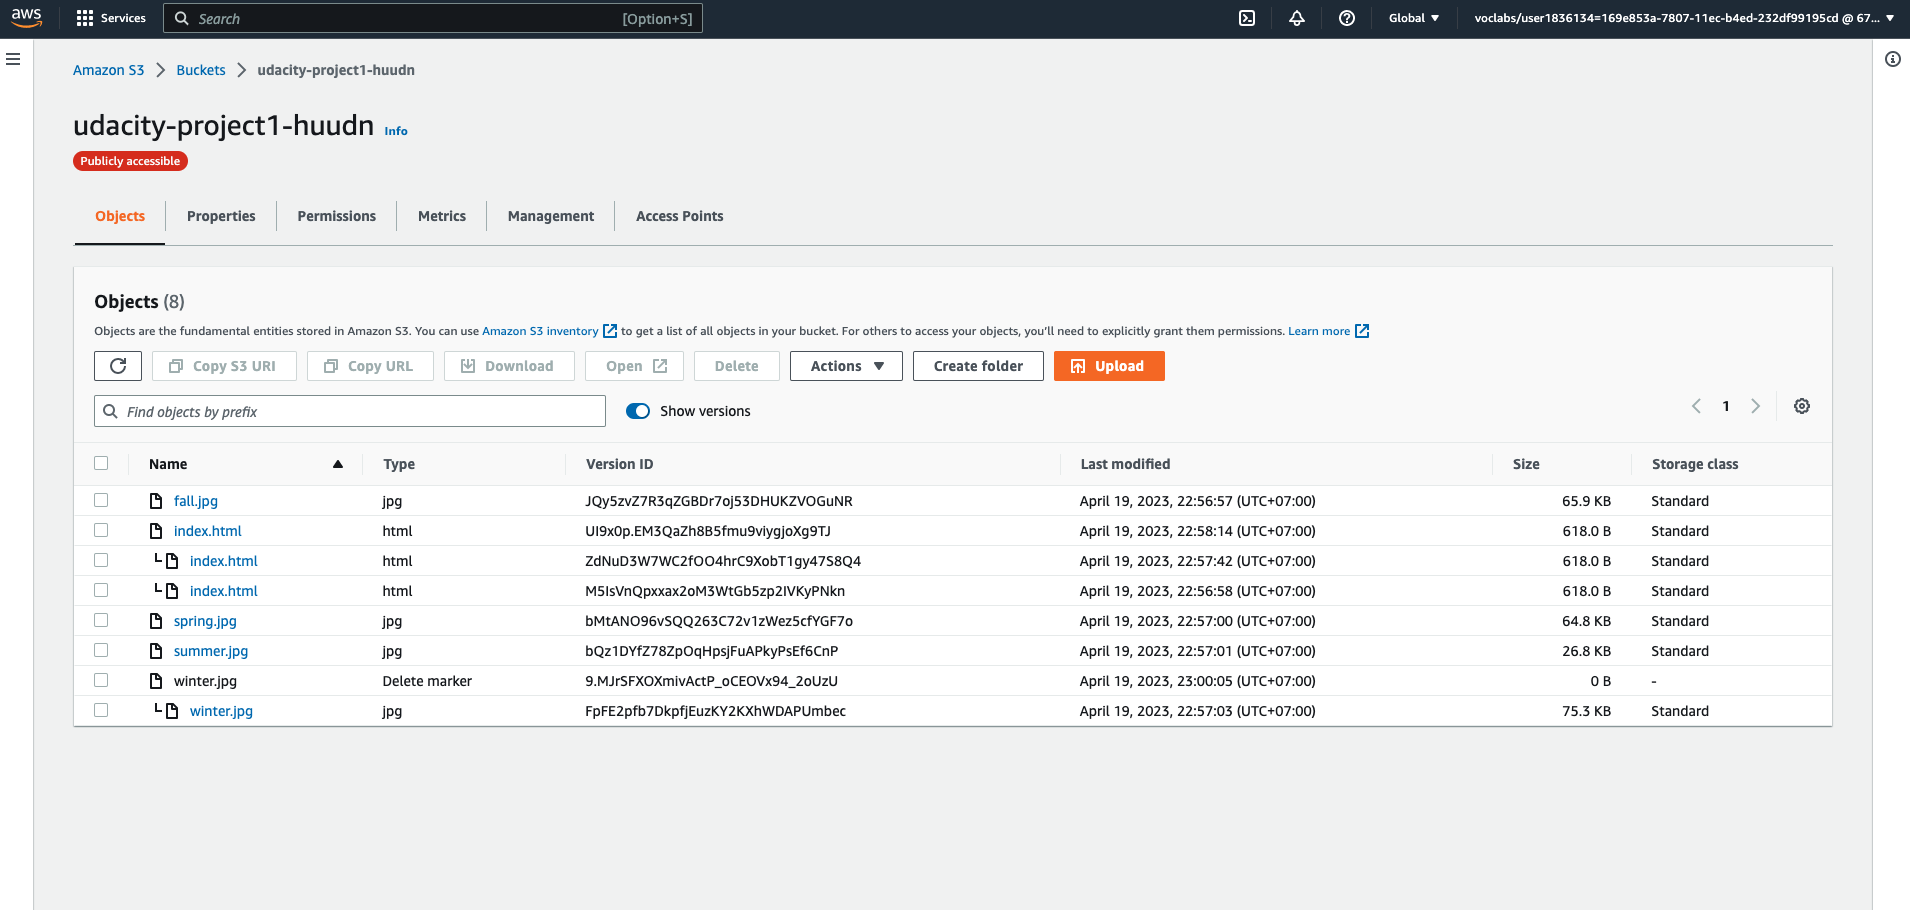 aws Services Search [Option+S] Global voclabs/user1836134=169e853a-7807-11ec-b4ed-232df99195cd @ 67...
Amazon S3 Buckets udacity-project1-huudn
udacity-project1-huudn Info
Publicly accessible
Objects Properties Permissions Metrics Management Access Points
Objects (8)
Objects are the fundamental entities stored in Amazon S3. You can use Amazon S3 inventory to get a list of all objects in your bucket. For others to access your objects, you'll need to explicitly grant them permissions. Learn more
Copy S3 URI Copy URL Download Open Delete Actions Create folder Upload
Find objects by prefix Show versions 1
Name Type Version ID Last modified Size Storage class
fall.jpg jpg JQy5zvZ7R3qZGBDr7oj53DHUKZVOGuNR April 19, 2023, 22:56:57 (UTC+07:00) 65.9 KB Standard
index.html html UI9x0p.EM3QaZh8B5fmu9viygjoXg9TJ April 19, 2023, 22:58:14 (UTC+07:00) 618.0 B Standard
index.html html ZdNuD3W7WC2fOO4hrC9XobT1gy47S8Q4 April 19, 2023, 22:57:42 (UTC+07:00) 618.0 B Standard
index.html html M5IsVnQpxxax2oM3WtGb5zp2IVKyPNkn April 19, 2023, 22:56:58 (UTC+07:00) 618.0 B Standard
spring.jpg jpg bMtANO96vSQQ263C72v1zWez5cfYGF7o April 19, 2023, 22:57:00 (UTC+07:00) 64.8 KB Standard
summer.jpg jpg bQz1DYfZ78ZpOqHpsjFuAPkyPsEf6CnP April 19, 2023, 22:57:01 (UTC+07:00) 26.8 KB Standard
winter.jpg Delete marker 9.MJrSFXOXmivActP_oCEOVx94_2oUzU April 19, 2023, 23:00:05 (UTC+07:00) 0 B -
winter.jpg jpg FpFE2pfb7DkpfjEuzKY2KXhWDAPUmbec April 19, 2023, 22:57:03 (UTC+07:00) 75.3 KB Standard